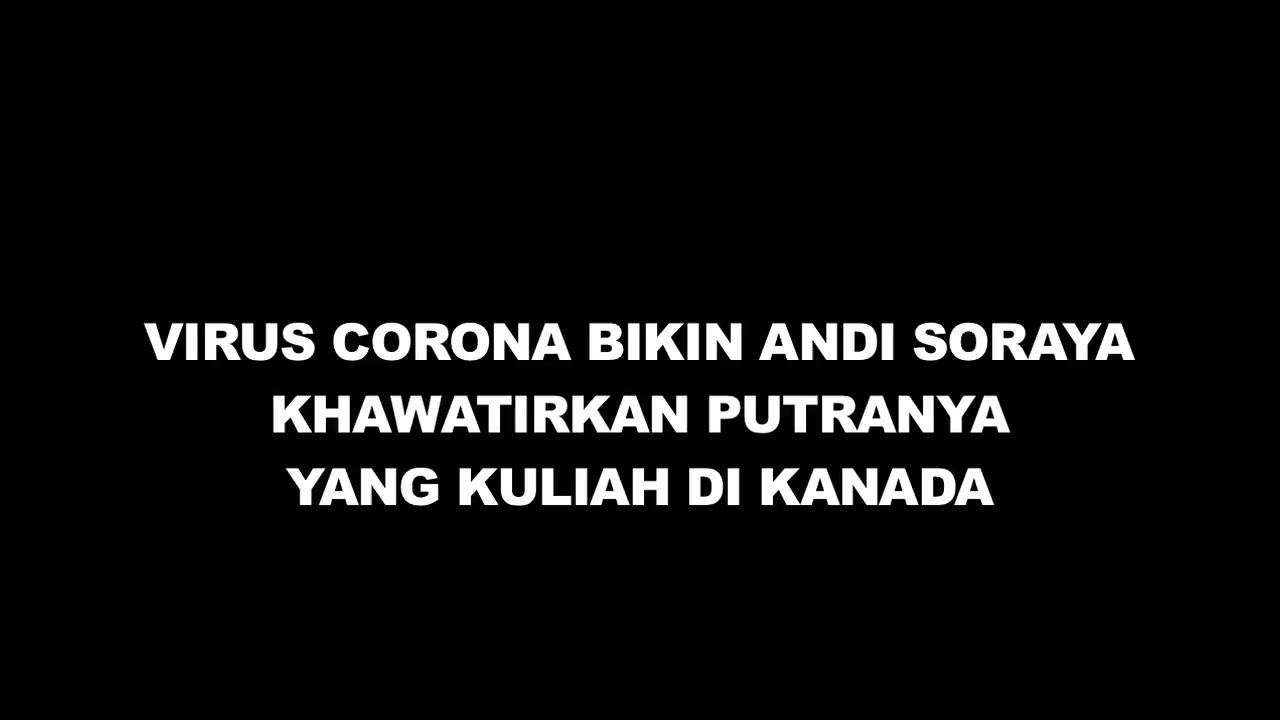 VIRUS CORONA BIKIN ANDI SORAYA
KHAWATIRKAN PUTRANYA
YANG KULIAH DI KANADA